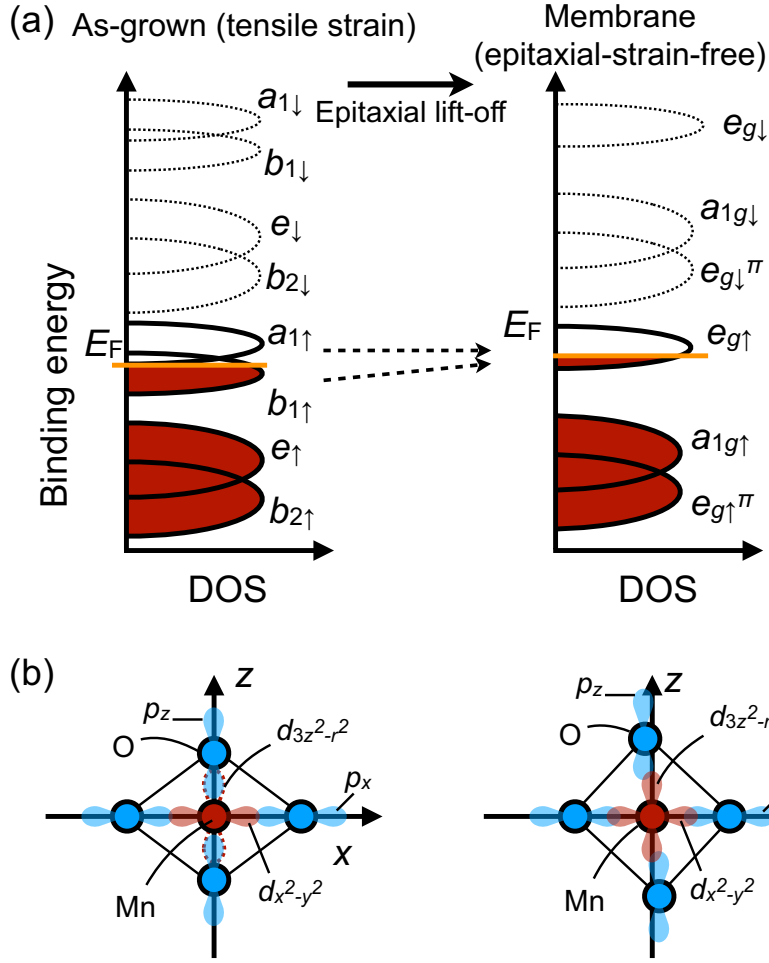 (a) As-grown (tensile strain)
Membrane
(epitaxial-strain-free)
Epitaxial lift-off
Binding energy
a1↓
b1↓
e↓
b2↓
a1↑
EF
b1↑
e↑
b2↑
DOS
eg↓
a1g↓
eg↓π
EF
eg↑
a1g↑
eg↑π
DOS
(b)
z
pz
O
d3z²-r²
px
x
Mn
dx²-y²
z
pz
O
d3z²-r
Mn
dx²-y²